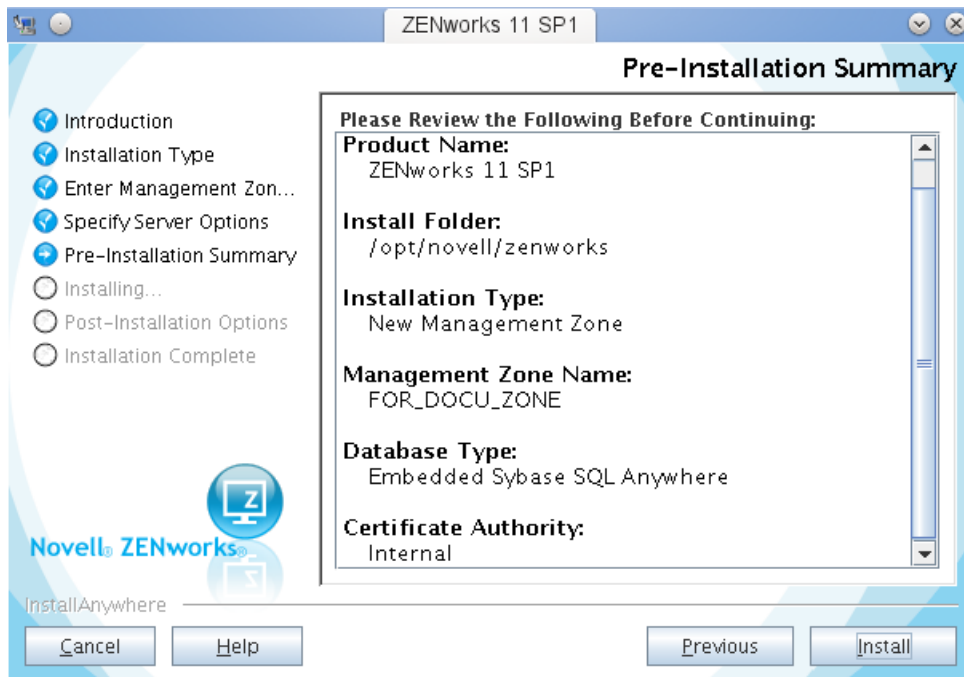 ZENworks 11 SP1
Pre-Installation Summary
Introduction
Installation Type
Enter Management Zon...
Specify Server Options
Pre-Installation Summary
Installing...
Post-Installation Options
Installation Complete
Please Review the Following Before Continuing:
Product Name:
ZENworks 11 SP1
Install Folder:
/opt/novell/zenworks
Installation Type:
New Management Zone
Management Zone Name:
FOR_DOCU_ZONE
Database Type:
Embedded Sybase SQL Anywhere
Certificate Authority:
Internal
Z
Novell® ZENworks®
InstallAnywhere
Cancel
Help
Previous
Install